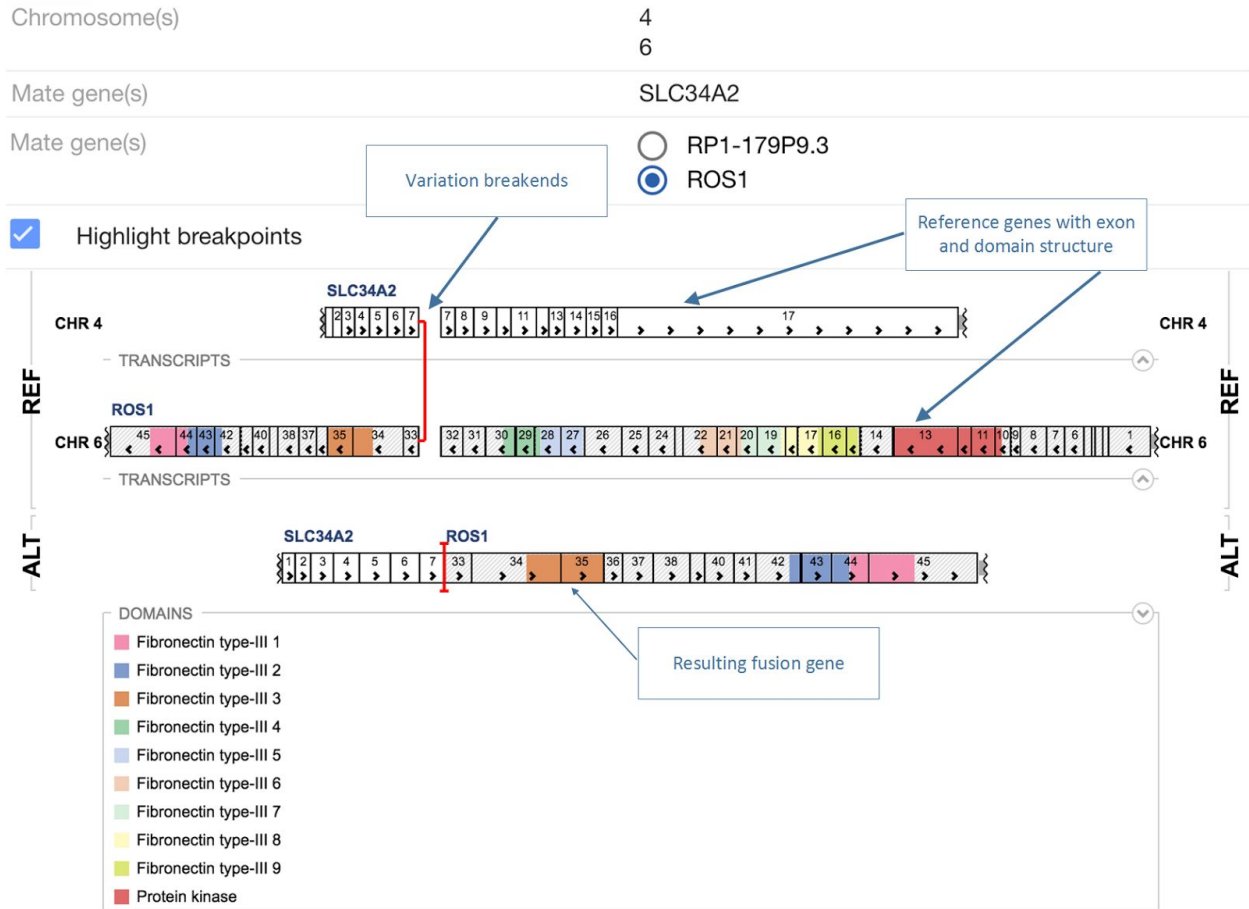 Chromosome(s) 4
6
Mate gene(s) SLC34A2
Mate gene(s) RP1-179P9.3
ROS1
Variation breakends
Highlight breakpoints
Reference genes with exon
and domain structure
SLC34A2
CHR 4 2 3 4 5 6 7 7 8 9 11 13 14 15 16 17 CHR 4
TRANSCRIPTS
REF REF
ROS1
CHR 6 45 44 43 42 40 38 37 35 34 33 32 31 30 29 28 27 26 25 24 22 21 20 19 17 16 14 13 11 10 9 8 7 6 1 CHR 6
TRANSCRIPTS
SLC34A2 ROS1
ALT 1 2 3 4 5 6 7 33 34 35 36 37 38 40 41 42 43 44 45 ALT
DOMAINS
Fibronectin type-III 1
Fibronectin type-III 2
Fibronectin type-III 3
Resulting fusion gene
Fibronectin type-III 4
Fibronectin type-III 5
Fibronectin type-III 6
Fibronectin type-III 7
Fibronectin type-III 8
Fibronectin type-III 9
Protein kinase